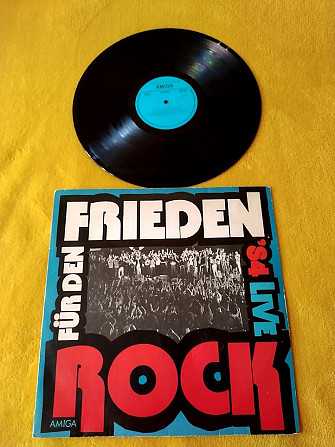 AMIGA
FÜR DEN
FRIEDEN
'84 LIVE
ROCK
AMIGA